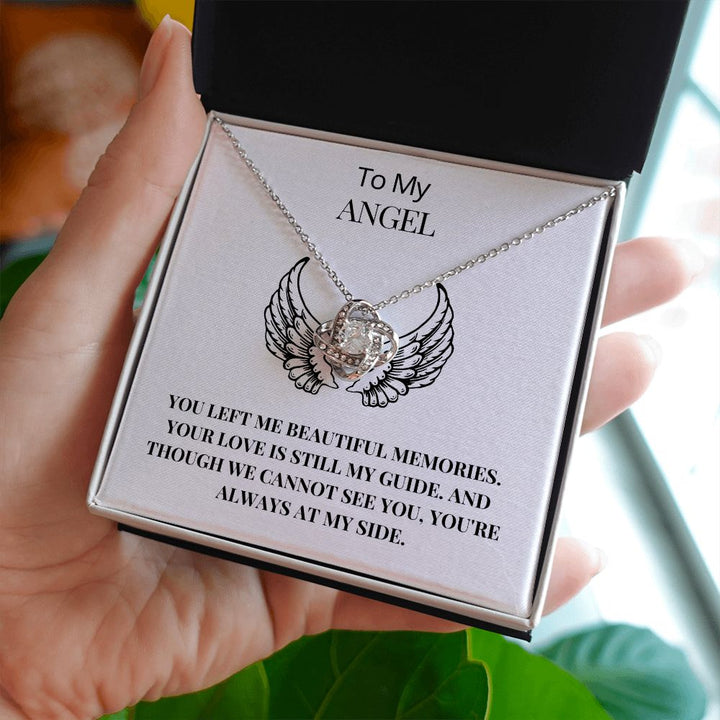 To My
ANGEL
YOU LEFT ME BEAUTIFUL MEMORIES.
YOUR LOVE IS STILL MY GUIDE. AND
THOUGH WE CANNOT SEE YOU, YOU'RE
ALWAYS AT MY SIDE.